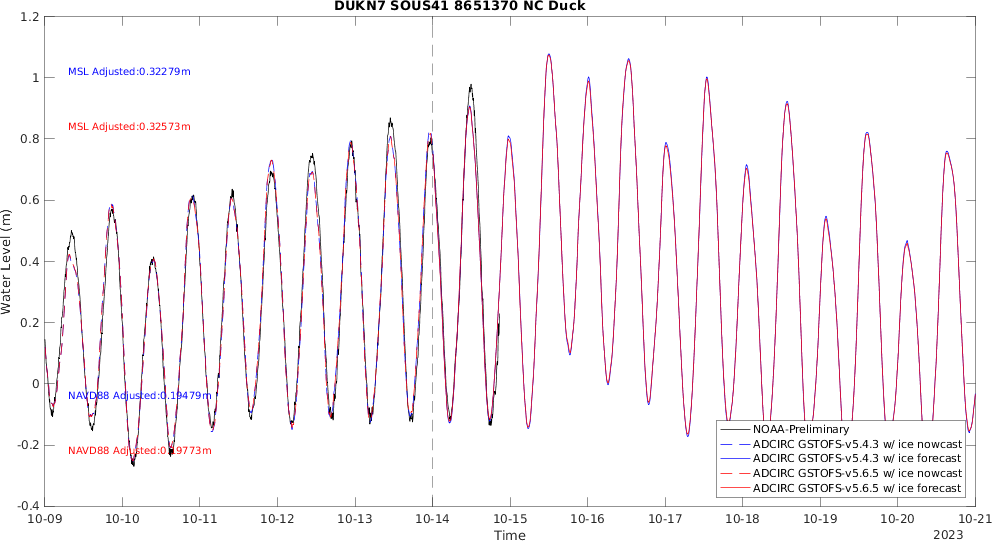 DUKN7 SOUS41 8651370 NC Duck
1.2
1
0.8
0.6
0.4
0.2
0
-0.2
-0.4
Water Level (m)
MSL Adjusted:0.32279m
MSL Adjusted:0.32573m
NAVD88 Adjusted:0.19479m
NAVD88 Adjusted:0.19773m
NOAA-Preliminary
ADCIRC GSTOFS-v5.4.3 w/ ice nowcast
ADCIRC GSTOFS-v5.4.3 w/ ice forecast
ADCIRC GSTOFS-v5.6.5 w/ ice nowcast
ADCIRC GSTOFS-v5.6.5 w/ ice forecast
10-09 10-10 10-11 10-12 10-13 10-14 10-15 10-16 10-17 10-18 10-19 10-20 10-21
Time
2023